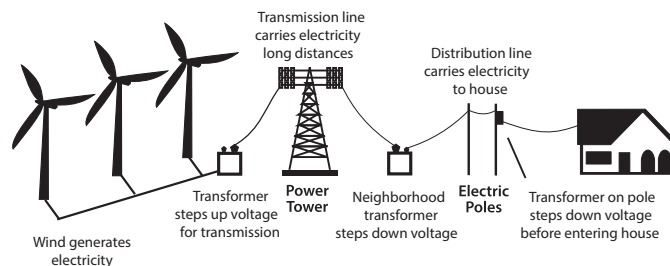 Transmission line
carries electricity
long distances
Distribution line
carries electricity
to house
Wind generates
electricity
Transformer
steps up voltage
for transmission
Power
Tower
Neighborhood
transformer
steps down voltage
Electric
Poles
Transformer on pole
steps down voltage
before entering house